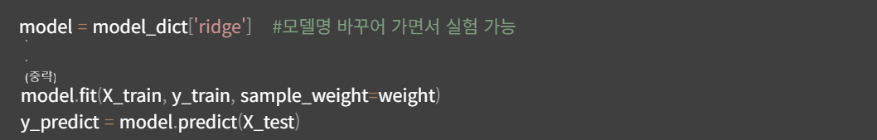 model = model_dict['ridge'] #모델명 바꾸어 가면서 실험 가능
.
.
(중략)
model.fit(X_train, y_train, sample_weight=weight)
y_predict = model.predict(X_test)